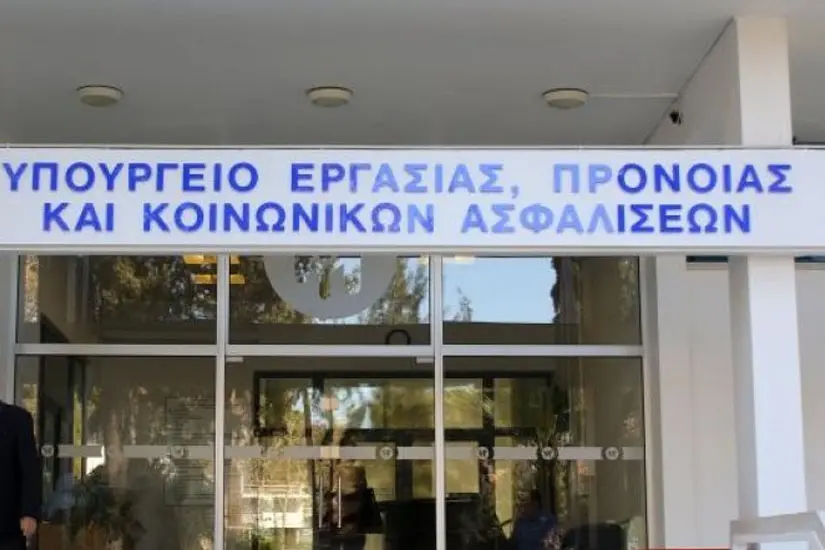 ΥΠΟΥΡΓΕΙΟ ΕΡΓΑΣΙΑΣ, ΠΡΟΝΟΙΑΣ
ΚΑΙ ΚΟΙΝΩΝΙΚΩΝ ΑΣΦΑΛΙΣΕΩΝ